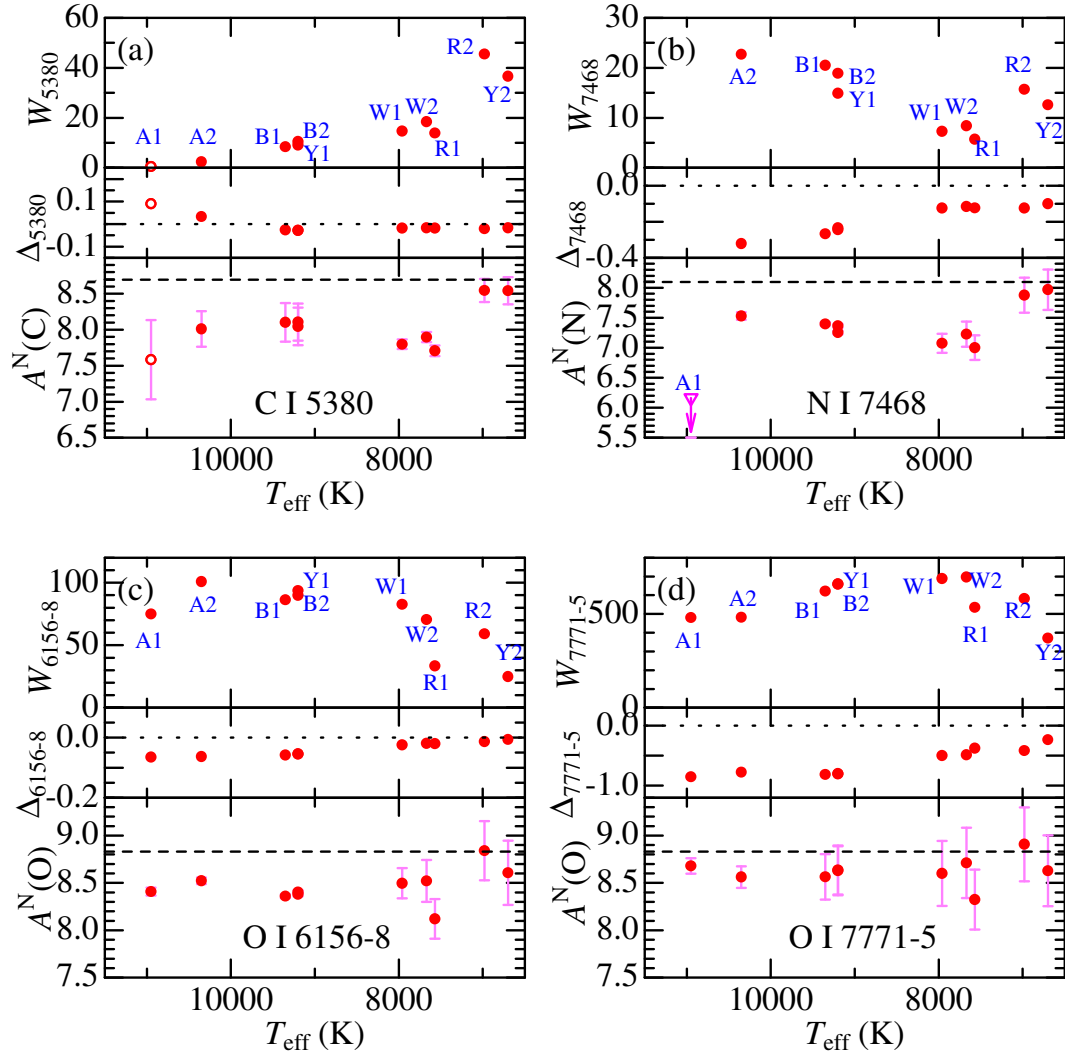 (a)
W5380
60
40
20
0
A1 A2 B1 B2 Y1 W1 W2 R1 R2 Y2
Δ5380
0.1
-0.1
A^N(C)
8.5
8.0
7.5
7.0
6.5
C I 5380
10000 8000
Teff (K)
(b)
W7468
30
20
10
0
A2 B1 B2 Y1 W1 W2 R1 R2 Y2
Δ7468
0.0
-0.4
A^N(N)
8.0
7.5
7.0
6.5
6.0
5.5
A1
N I 7468
10000 8000
Teff (K)
(c)
W6156-8
100
50
0
A1 A2 B1 Y1 B2 W1 W2 R1 R2 Y2
Δ6156-8
0.0
-0.2
A^N(O)
9.0
8.5
8.0
7.5
O I 6156-8
10000 8000
Teff (K)
(d)
W7771-5
500
0
A1 A2 B1 Y1 B2 W1 W2 R1 R2 Y2
Δ7771-5
0.0
-1.0
A^N(O)
9.0
8.5
8.0
7.5
O I 7771-5
10000 8000
Teff (K)